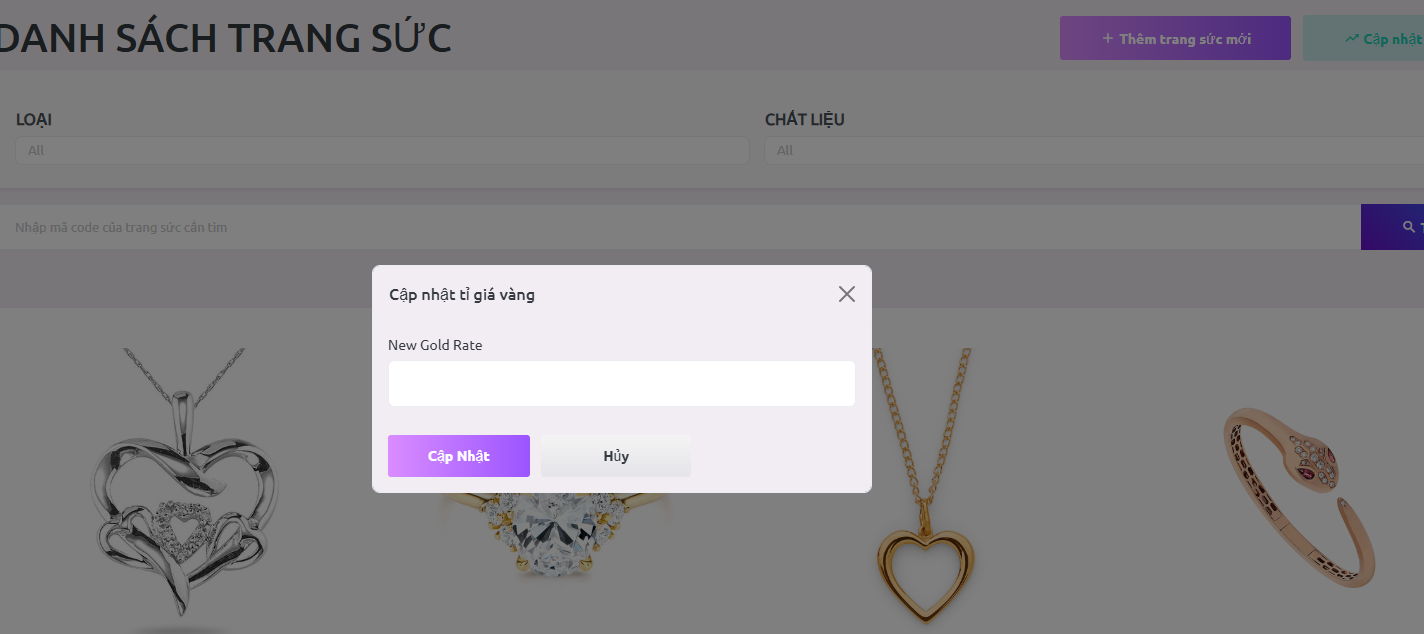 DANH SÁCH TRANG SỨC
+ Thêm trang sức mới
Cập nhật
LOẠI
CHẤT LIỆU
All
All
Nhập mã code của trang sức cần tìm
Cập nhật tỉ giá vàng
New Gold Rate
Cập Nhật
Hủy